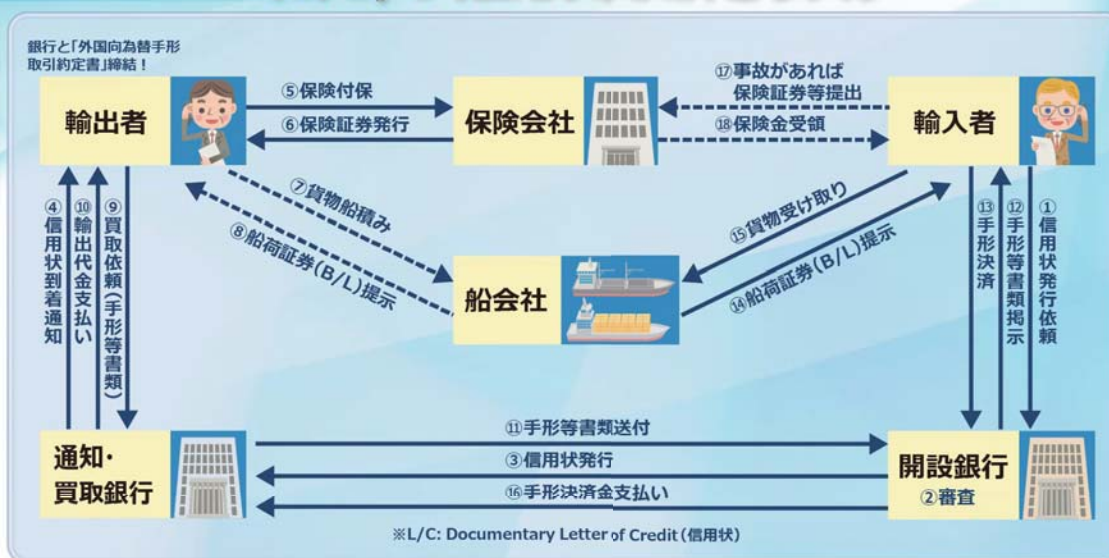 銀行と「外国向為替手形
取引約定書」締結!
輸出者
⑤保険付保
⑥保険証券発行
保険会社
⑰事故があれば
保険証券等提出
⑱保険金受領
輸入者
④信用状到着通知
⑩輸出代金支払い
⑨買取依頼(手形等書類)
⑦貨物船積み
⑧船荷証券(B/L)提示
船会社
⑮貨物受け取り
⑭船荷証券(B/L)提示
⑬手形決済
⑫手形等書類掲示
①信用状発行依頼
通知・
買取銀行
⑪手形等書類送付
③信用状発行
⑯手形決済金支払い
開設銀行
②審査
※L/C: Documentary Letter of Credit(信用状)